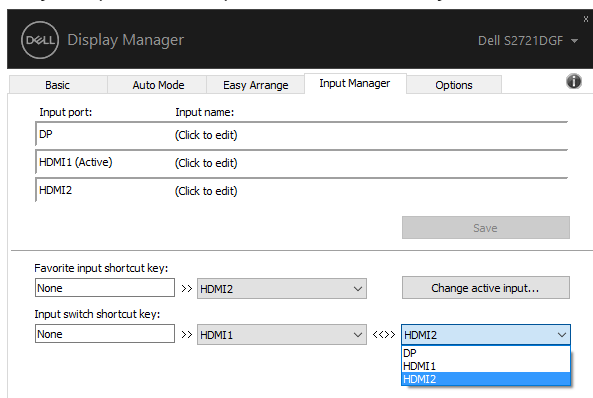 x
DELL Display Manager Dell S2721DGF
Basic Auto Mode Easy Arrange Input Manager Options i
Input port: Input name:
DP (Click to edit)
HDMI1 (Active) (Click to edit)
HDMI2 (Click to edit)
Save
Favorite input shortcut key:
None >> HDMI2 Change active input...
Input switch shortcut key:
None >> HDMI1 <<>> HDMI2
DP
HDMI1
HDMI2